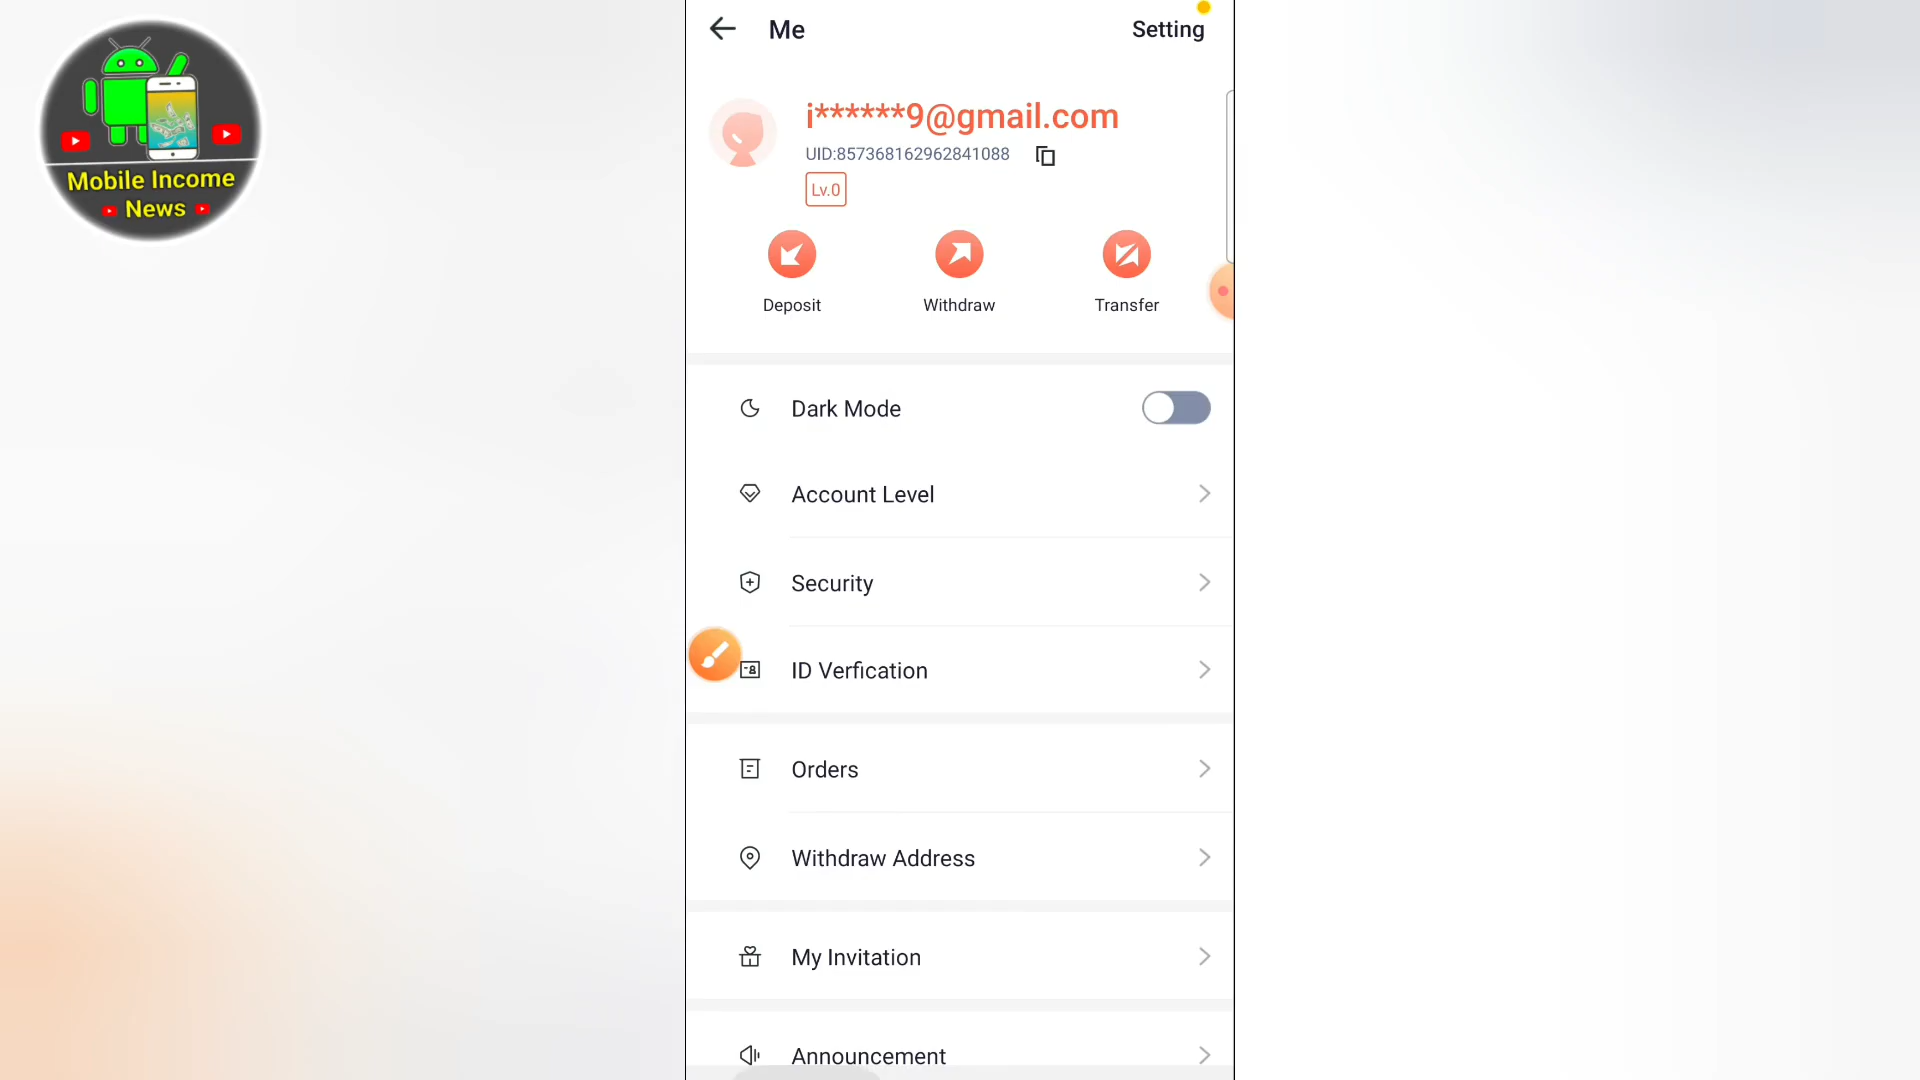 Mobile Income
News
Me
Setting
i******9@gmail.com
UID:857368162962841088
Lv.0
Deposit
Withdraw
Transfer
Dark Mode
Account Level
Security
ID Verfication
Orders
Withdraw Address
My Invitation
Announcement